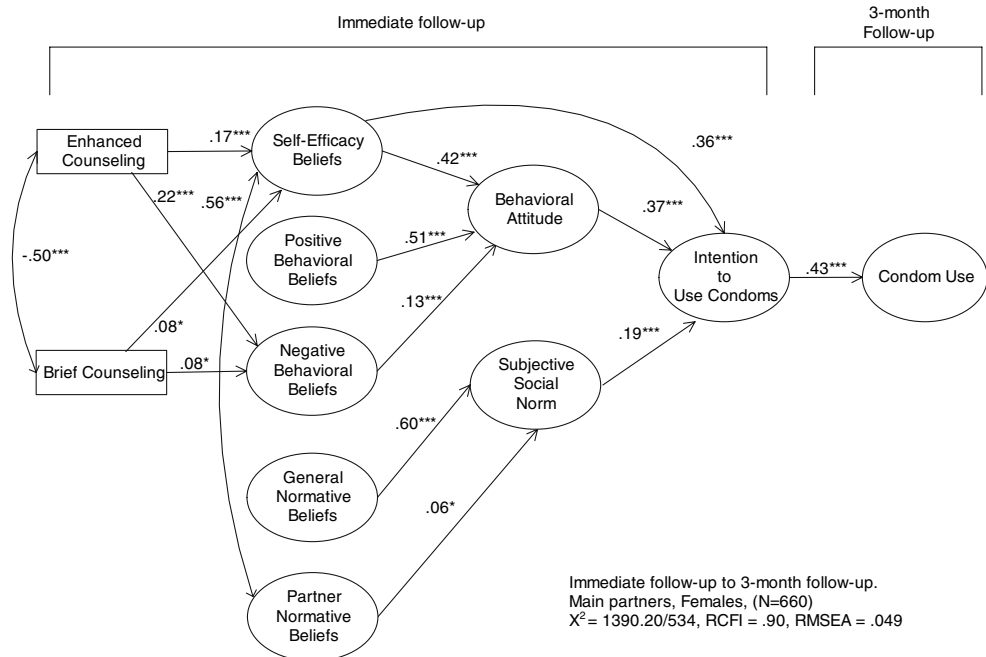 Immediate follow-up
3-month
Follow-up
Enhanced
Counseling
.17***
Self-Efficacy
Beliefs
.36***
.42***
.22***
.56***
Behavioral
Attitude
.37***
Positive
Behavioral
Beliefs
.51***
-.50***
Intention
to
Use Condoms
.43***
Condom Use
.13***
.08*
Brief Counseling
.08*
Negative
Behavioral
Beliefs
.19***
Subjective
Social
Norm
.60***
General
Normative
Beliefs
.06*
Partner
Normative
Beliefs
Immediate follow-up to 3-month follow-up.
Main partners, Females, (N=660)
X²= 1390.20/534, RCFI = .90, RMSEA = .049